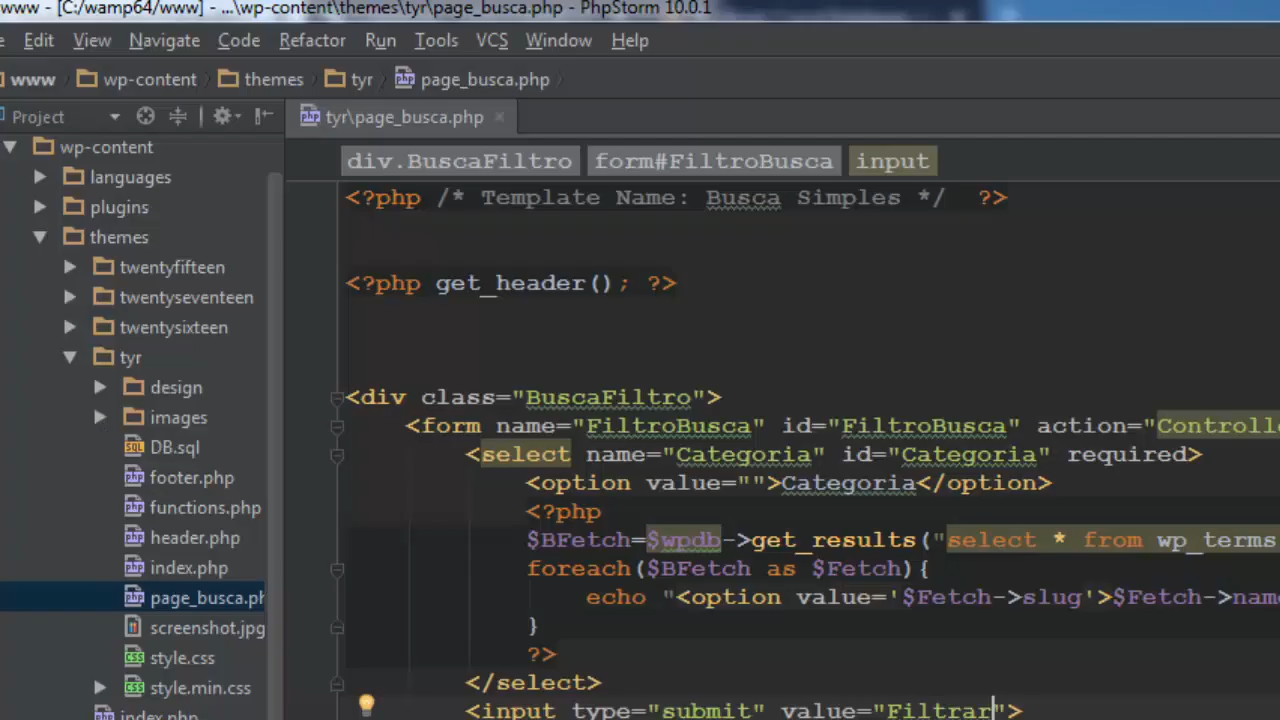 www - [C:/wamp64/www] - ...\wp-content\themes\tyr\page_busca.php - PhpStorm 10.0.1
Edit View Navigate Code Refactor Run Tools VCS Window Help
www wp-content themes tyr page_busca.php
Project
tyr\page_busca.php
wp-content
languages
plugins
themes
twentyfifteen
twentyseventeen
twentysixteen
tyr
design
images
DB.sql
footer.php
functions.php
header.php
index.php
page_busca.ph
screenshot.jpg
style.css
style.min.css
index.php
div.BuscaFiltro form#FiltroBusca input
<?php /* Template Name: Busca Simples */ ?>
<?php get_header(); ?>
<div class="BuscaFiltro">
<form name="FiltroBusca" id="FiltroBusca" action="Controlle
<select name="Categoria" id="Categoria" required>
<option value="">Categoria</option>
<?php
$BFetch=$wpdb->get_results("select * from wp_terms
foreach($BFetch as $Fetch){
echo "<option value='$Fetch->slug'>$Fetch->name
}
?>
</select>
<input type="submit" value="Filtrar">